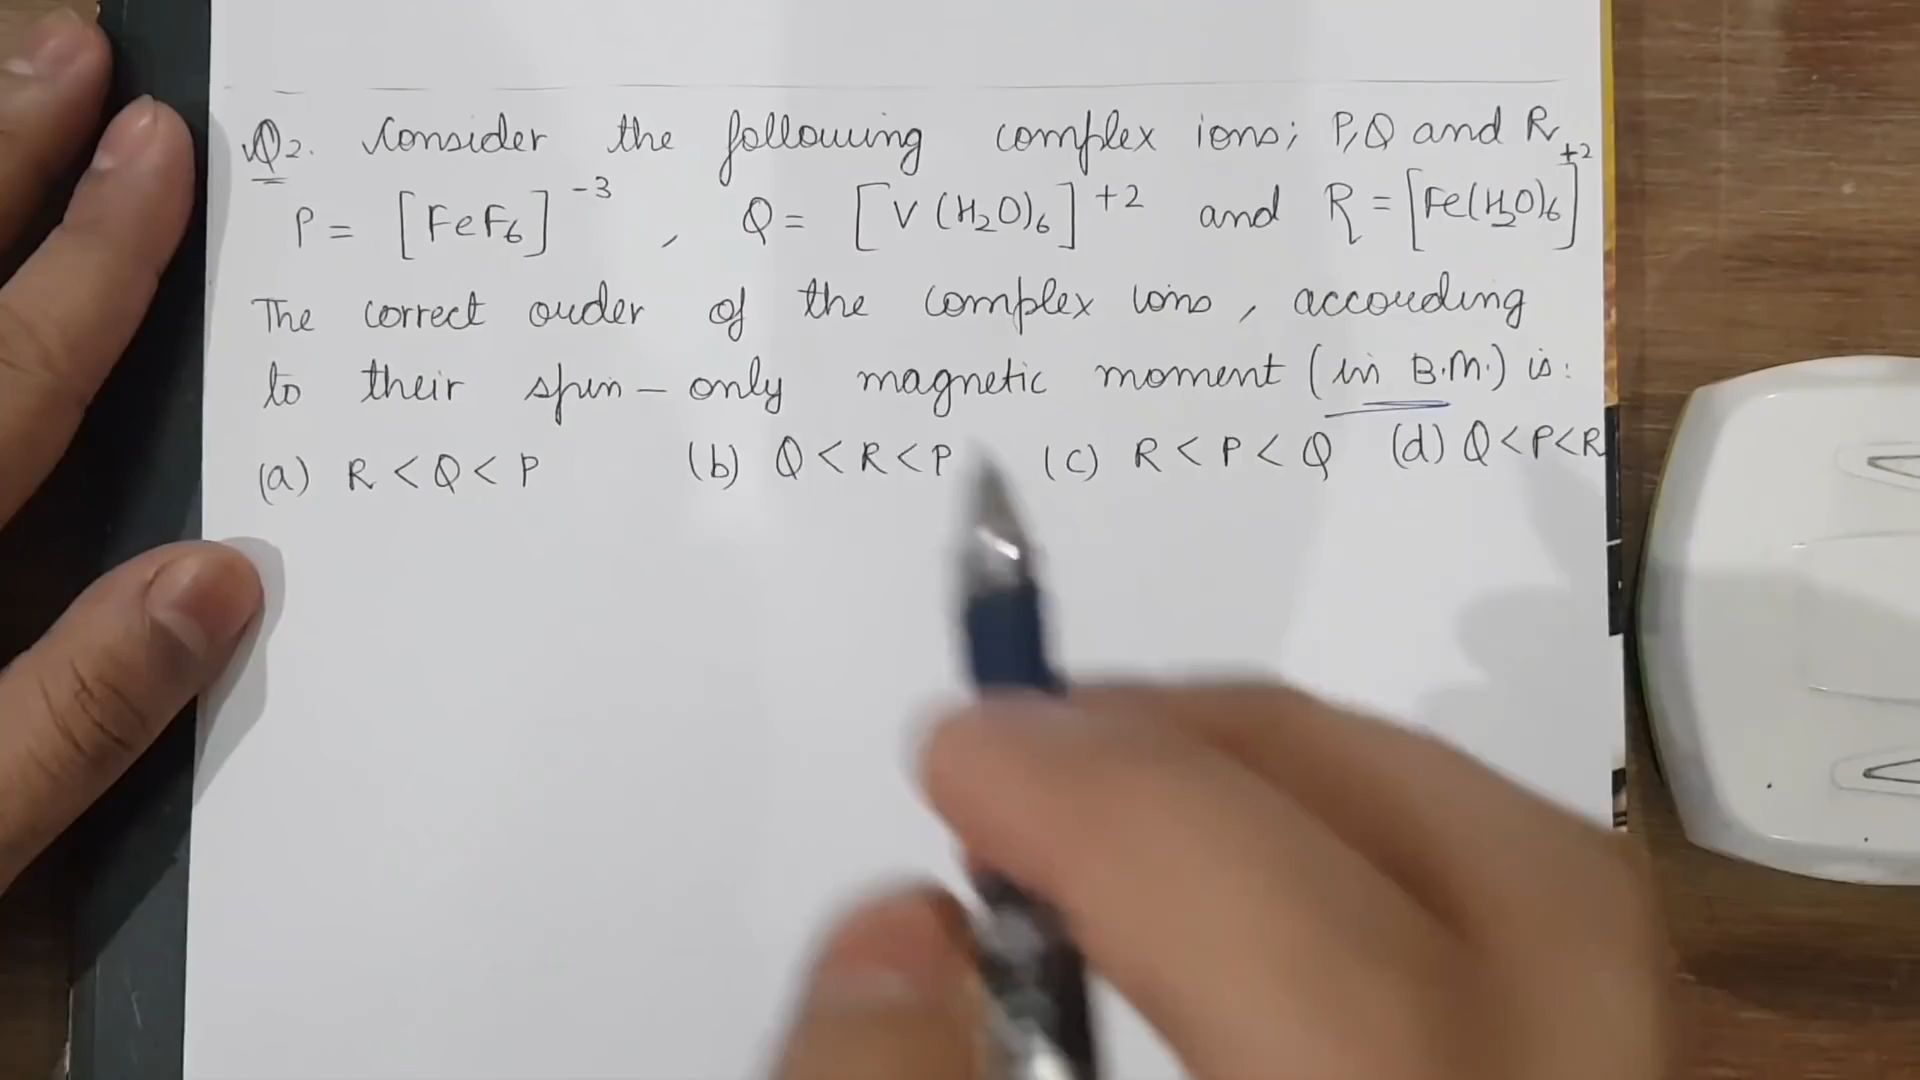 Q2. Consider the following complex ions; P,Q and R
P = [FeF₆]⁻³ , Q = [V(H₂O)₆]⁺² and R = [Fe(H₂O)₆]⁺²
The correct order of the complex ions, according
to their spin-only magnetic moment (in B.M.) is:
(a) R < Q < P (b) Q < R < P (c) R < P < Q (d) Q < P < R